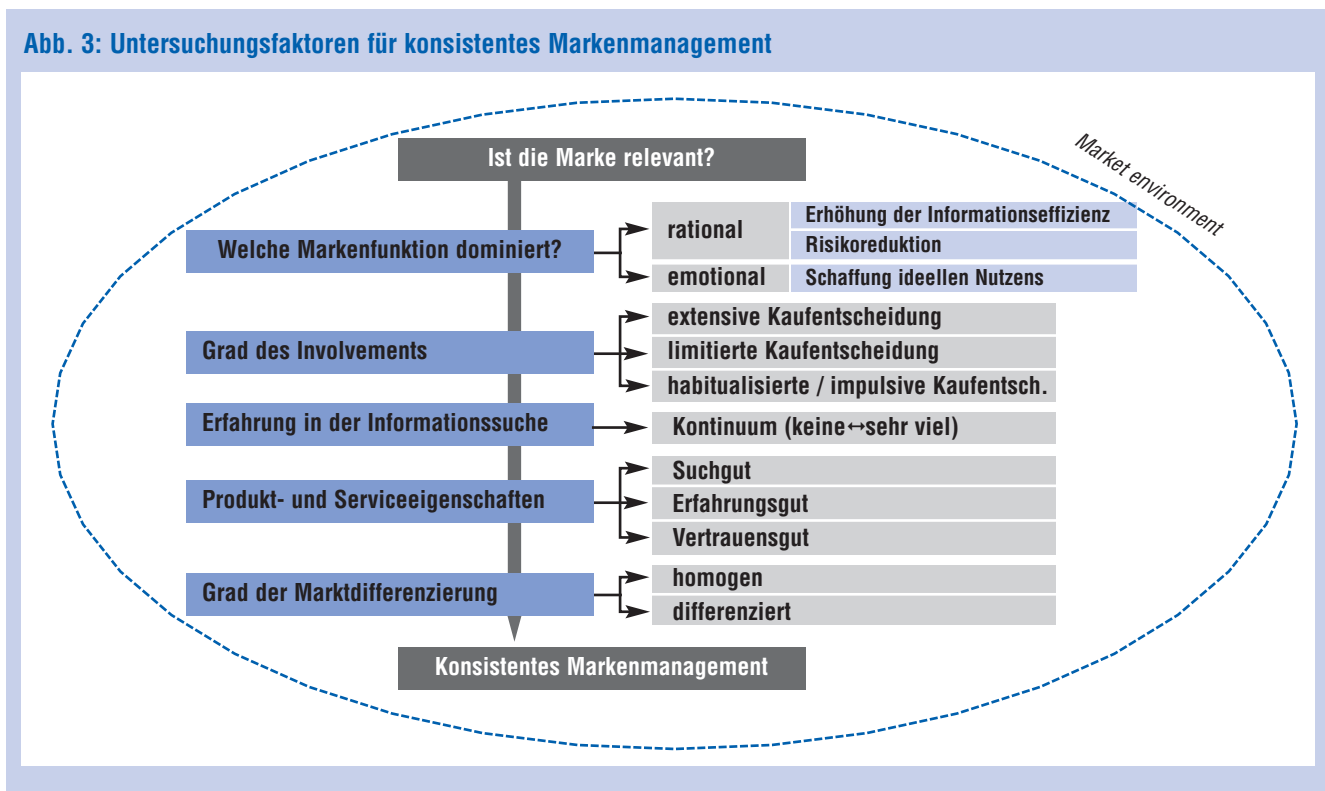 Abb. 3: Untersuchungsfaktoren für konsistentes Markenmanagement
Ist die Marke relevant?
Market environment
Welche Markenfunktion dominiert?
rational
Erhöhung der Informationseffizienz
Risikoreduktion
emotional
Schaffung ideellen Nutzens
Grad des Involvements
extensive Kaufentscheidung
limitierte Kaufentscheidung
habitualisierte / impulsive Kaufentsch.
Erfahrung in der Informationssuche
Kontinuum (keine↔sehr viel)
Produkt- und Serviceeigenschaften
Suchgut
Erfahrungsgut
Vertrauensgut
Grad der Marktdifferenzierung
homogen
differenziert
Konsistentes Markenmanagement